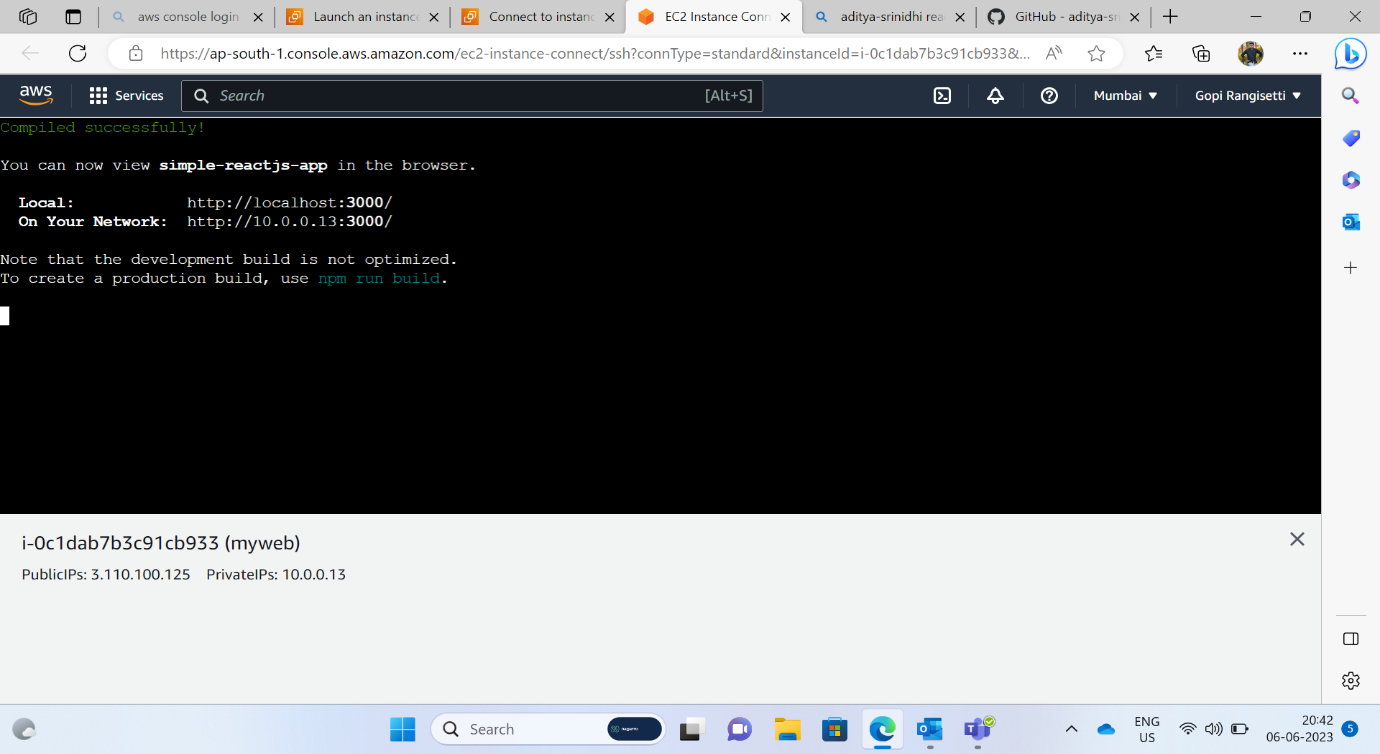 aws console login
Launch an instanc
Connect to instanc
EC2 Instance Conn
aditya-srinidhi rea
GitHub - aditya-sri
https://ap-south-1.console.aws.amazon.com/ec2-instance-connect/ssh?connType=standard&instanceId=i-0c1dab7b3c91cb933&...
aws
Services
Search
[Alt+S]
Mumbai
Gopi Rangisetti
Compiled successfully!
You can now view simple-reactjs-app in the browser.
Local: http://localhost:3000/
On Your Network: http://10.0.0.13:3000/
Note that the development build is not optimized.
To create a production build, use npm run build.
i-0c1dab7b3c91cb933 (myweb)
PublicIPs: 3.110.100.125 PrivateIPs: 10.0.0.13
Search
ENG
US
20:42
06-06-2023
5